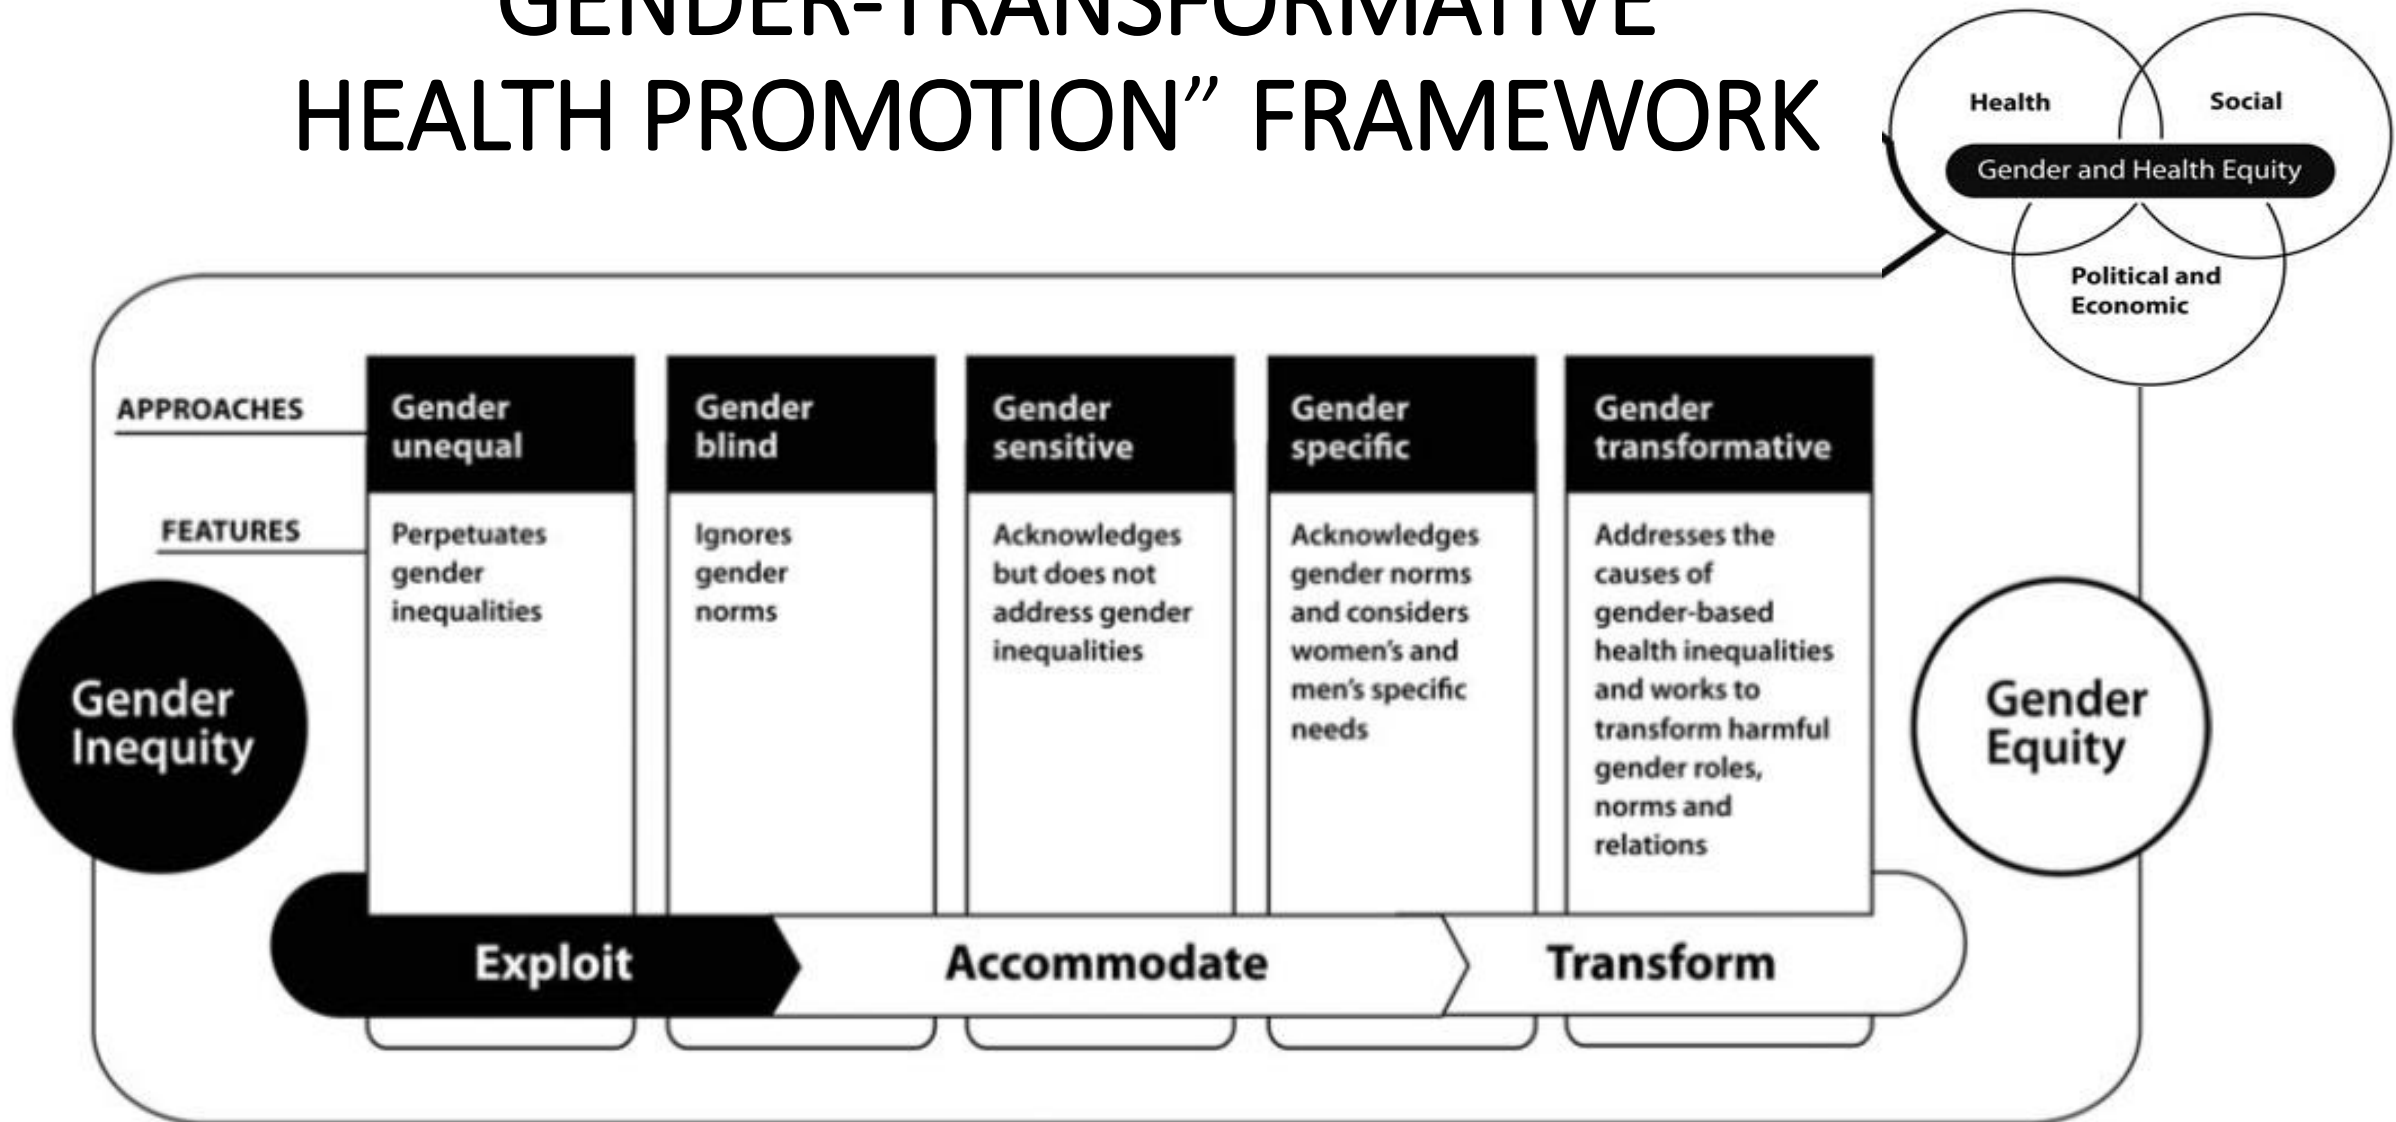 GENDER-TRANSFORMATIVE
HEALTH PROMOTION” FRAMEWORK
Health
Social
Gender and Health Equity
Political and
Economic
APPROACHES
FEATURES
Gender
unequal
Perpetuates
gender
inequalities
Gender
blind
Ignores
gender
norms
Gender
sensitive
Acknowledges
but does not
address gender
inequalities
Gender
specific
Acknowledges
gender norms
and considers
women’s and
men’s specific
needs
Gender
transformative
Addresses the
causes of
gender-based
health inequalities
and works to
transform harmful
gender roles,
norms and
relations
Gender
Inequity
Gender
Equity
Exploit
Accommodate
Transform